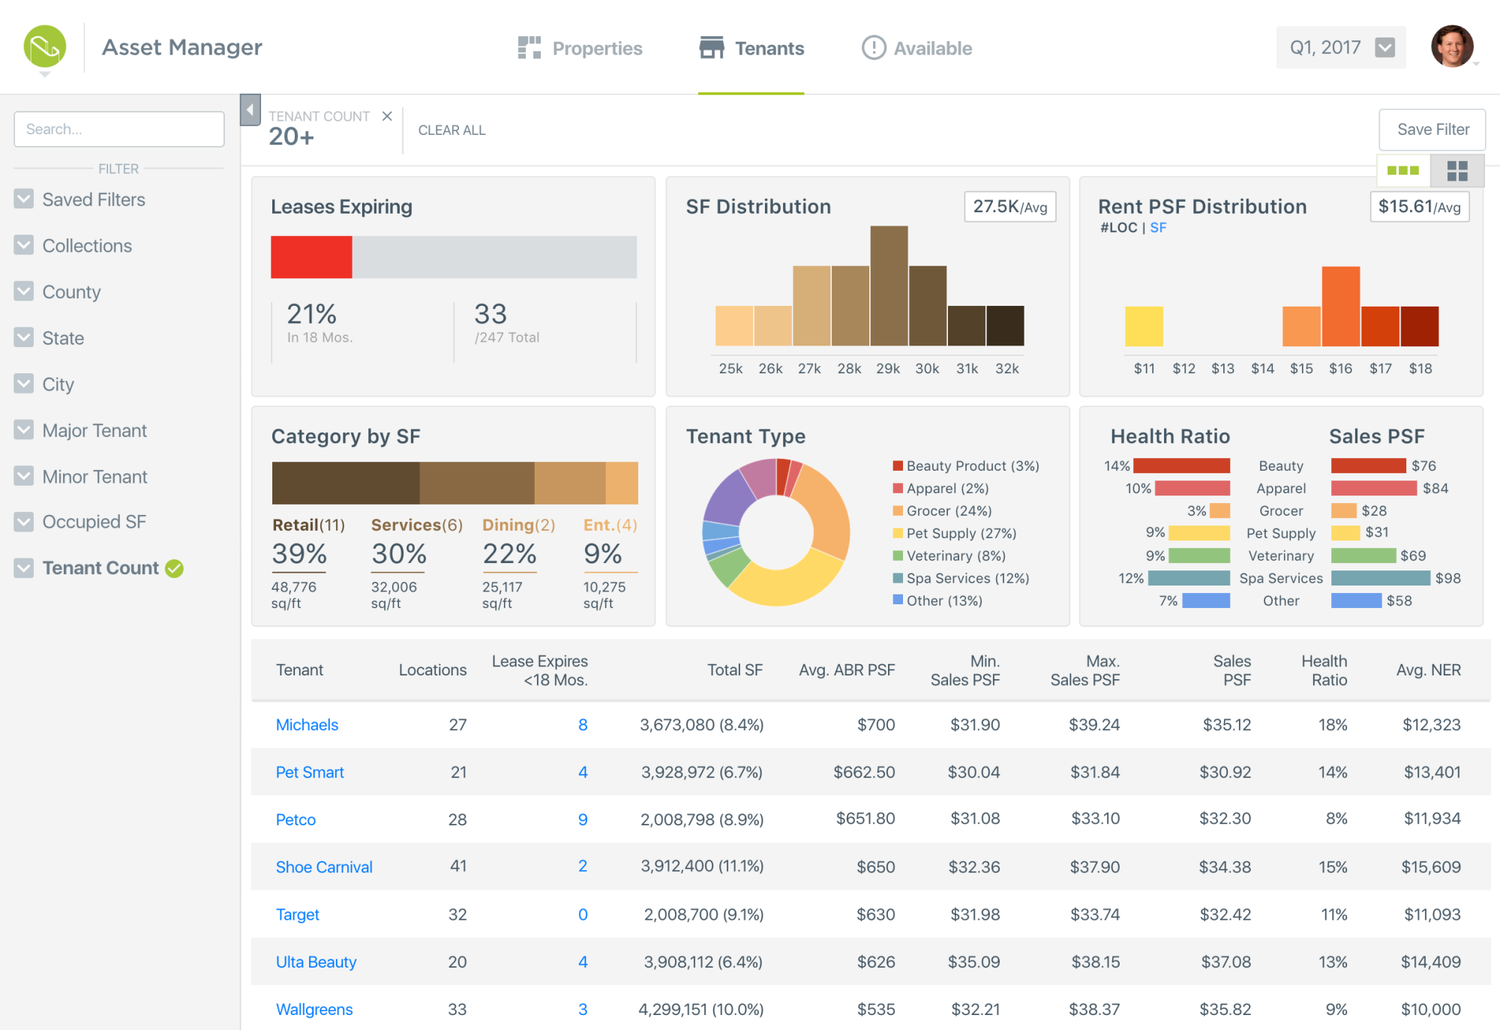 Asset Manager
Properties
Tenants
Available
Q1, 2017
Search...
FILTER
Saved Filters
Collections
County
State
City
Major Tenant
Minor Tenant
Occupied SF
Tenant Count
TENANT COUNT
20+
CLEAR ALL
Save Filter
Leases Expiring
21%
In 18 Mos.
33
/247 Total
SF Distribution
27.5K/Avg
25k 26k 27k 28k 29k 30k 31k 32k
Rent PSF Distribution
$15.61/Avg
#LOC | SF
$11 $12 $13 $14 $15 $16 $17 $18
Category by SF
Retail(11) Services(6) Dining(2) Ent.(4)
39% 30% 22% 9%
48,776 32,006 25,117 10,275
sq/ft sq/ft sq/ft sq/ft
Tenant Type
Beauty Product (3%)
Apparel (2%)
Grocer (24%)
Pet Supply (27%)
Veterinary (8%)
Spa Services (12%)
Other (13%)
Health Ratio Sales PSF
14% Beauty $76
10% Apparel $84
3% Grocer $28
9% Pet Supply $31
9% Veterinary $69
12% Spa Services $98
7% Other $58
Tenant Locations Lease Expires <18 Mos. Total SF Avg. ABR PSF Min. Sales PSF Max. Sales PSF Sales PSF Health Ratio Avg. NER
Michaels 27 8 3,673,080 (8.4%) $700 $31.90 $39.24 $35.12 18% $12,323
Pet Smart 21 4 3,928,972 (6.7%) $662.50 $30.04 $31.84 $30.92 14% $13,401
Petco 28 9 2,008,798 (8.9%) $651.80 $31.08 $33.10 $32.30 8% $11,934
Shoe Carnival 41 2 3,912,400 (11.1%) $650 $32.36 $37.90 $34.38 15% $15,609
Target 32 0 2,008,700 (9.1%) $630 $31.98 $33.74 $32.42 11% $11,093
Ulta Beauty 20 4 3,908,112 (6.4%) $626 $35.09 $38.15 $37.08 13% $14,409
Wallgreens 33 3 4,299,151 (10.0%) $535 $32.21 $38.37 $35.82 9% $10,000